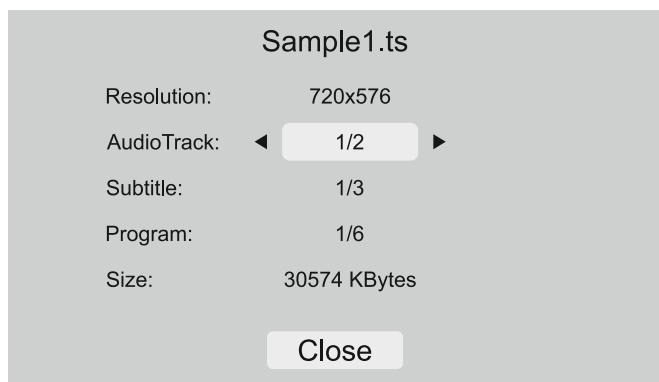 Sample1.ts
Resolution: 720x576
AudioTrack: ◀ 1/2 ▶
Subtitle: 1/3
Program: 1/6
Size: 30574 KBytes
Close